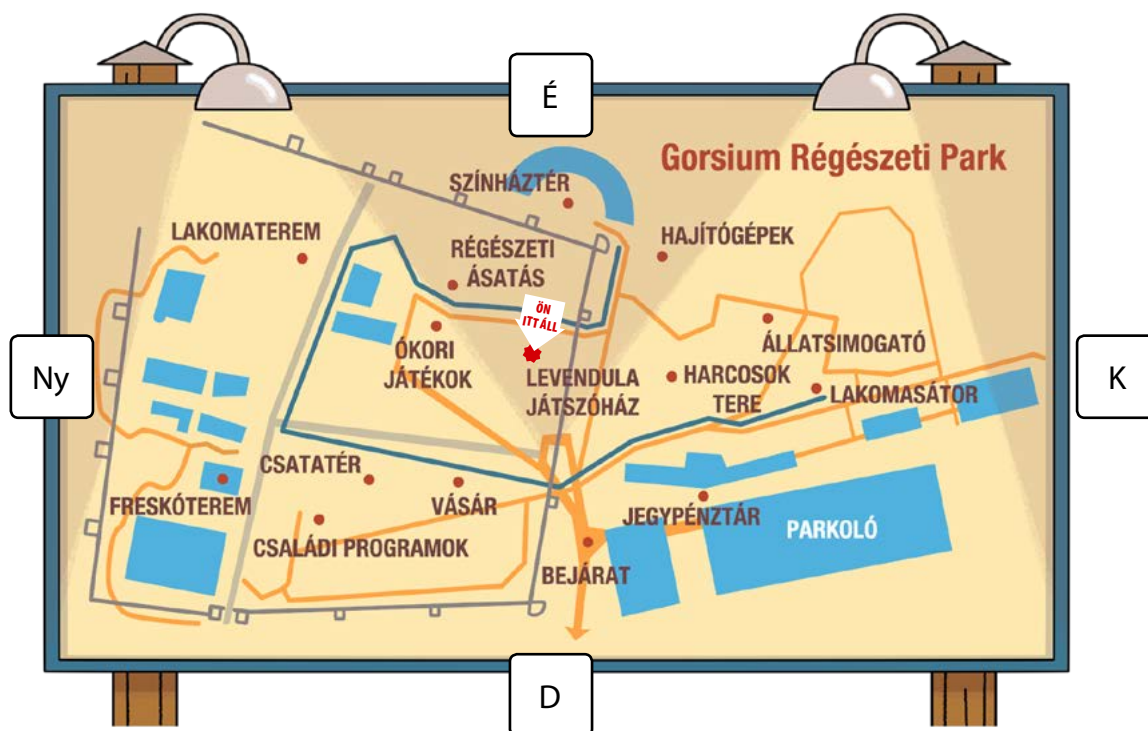 É
Gorsium Régészeti Park
SZÍNHÁZTÉR
LAKOMATEREM
RÉGÉSZETI
ÁSATÁS
HAJÍTÓGÉPEK
ÖN
ITT ÁLL
ÓKORI
JÁTÉKOK
ÁLLATSIMOGATÓ
Ny
LEVENDULA
JÁTSZÓHÁZ
HARCOSOK
TERE
LAKOMASÁTOR
K
CSATATÉR
FRESKÓTEREM
VÁSÁR
JEGYPÉNZTÁR
PARKOLÓ
CSALÁDI PROGRAMOK
BEJÁRAT
D